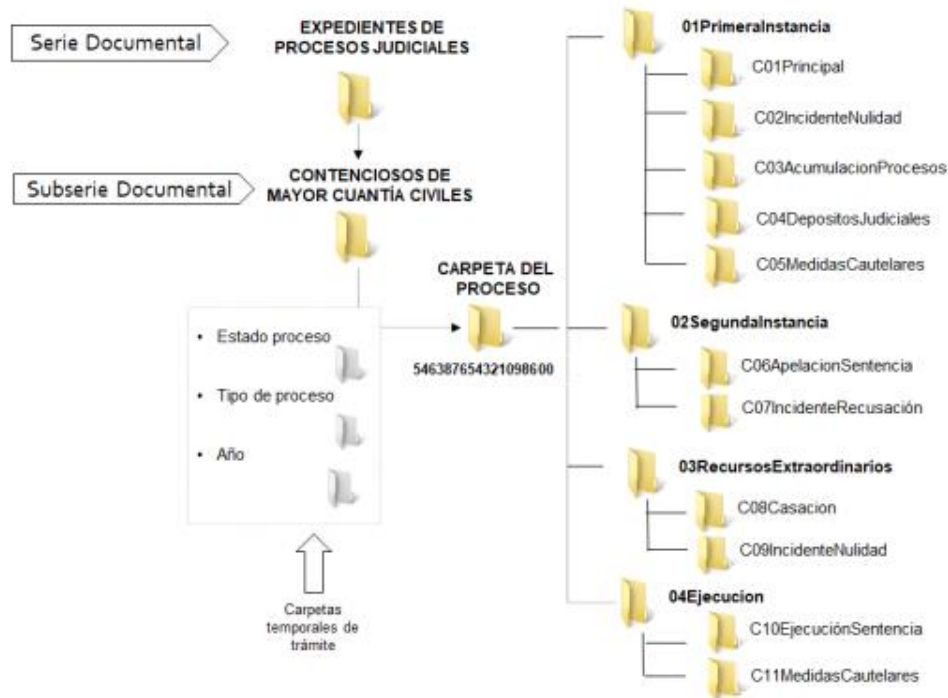 Serie Documental
EXPEDIENTES DE
PROCESOS JUDICIALES
Subserie Documental
CONTENCIOSOS DE
MAYOR CUANTÍA CIVILES
• Estado proceso
• Tipo de proceso
• Año
Carpetas
temporales de
trámite
CARPETA DEL
PROCESO
546387654321098600
01PrimeraInstancia
C01Principal
C02IncidenteNulidad
C03AcumulacionProcesos
C04DepositosJudiciales
C05MedidasCautelares
02SegundaInstancia
C06ApelacionSentencia
C07IncidenteRecusación
03RecursosExtraordinarios
C08Casacion
C09IncidenteNulidad
04Ejecucion
C10EjecuciónSentencia
C11MedidasCautelares